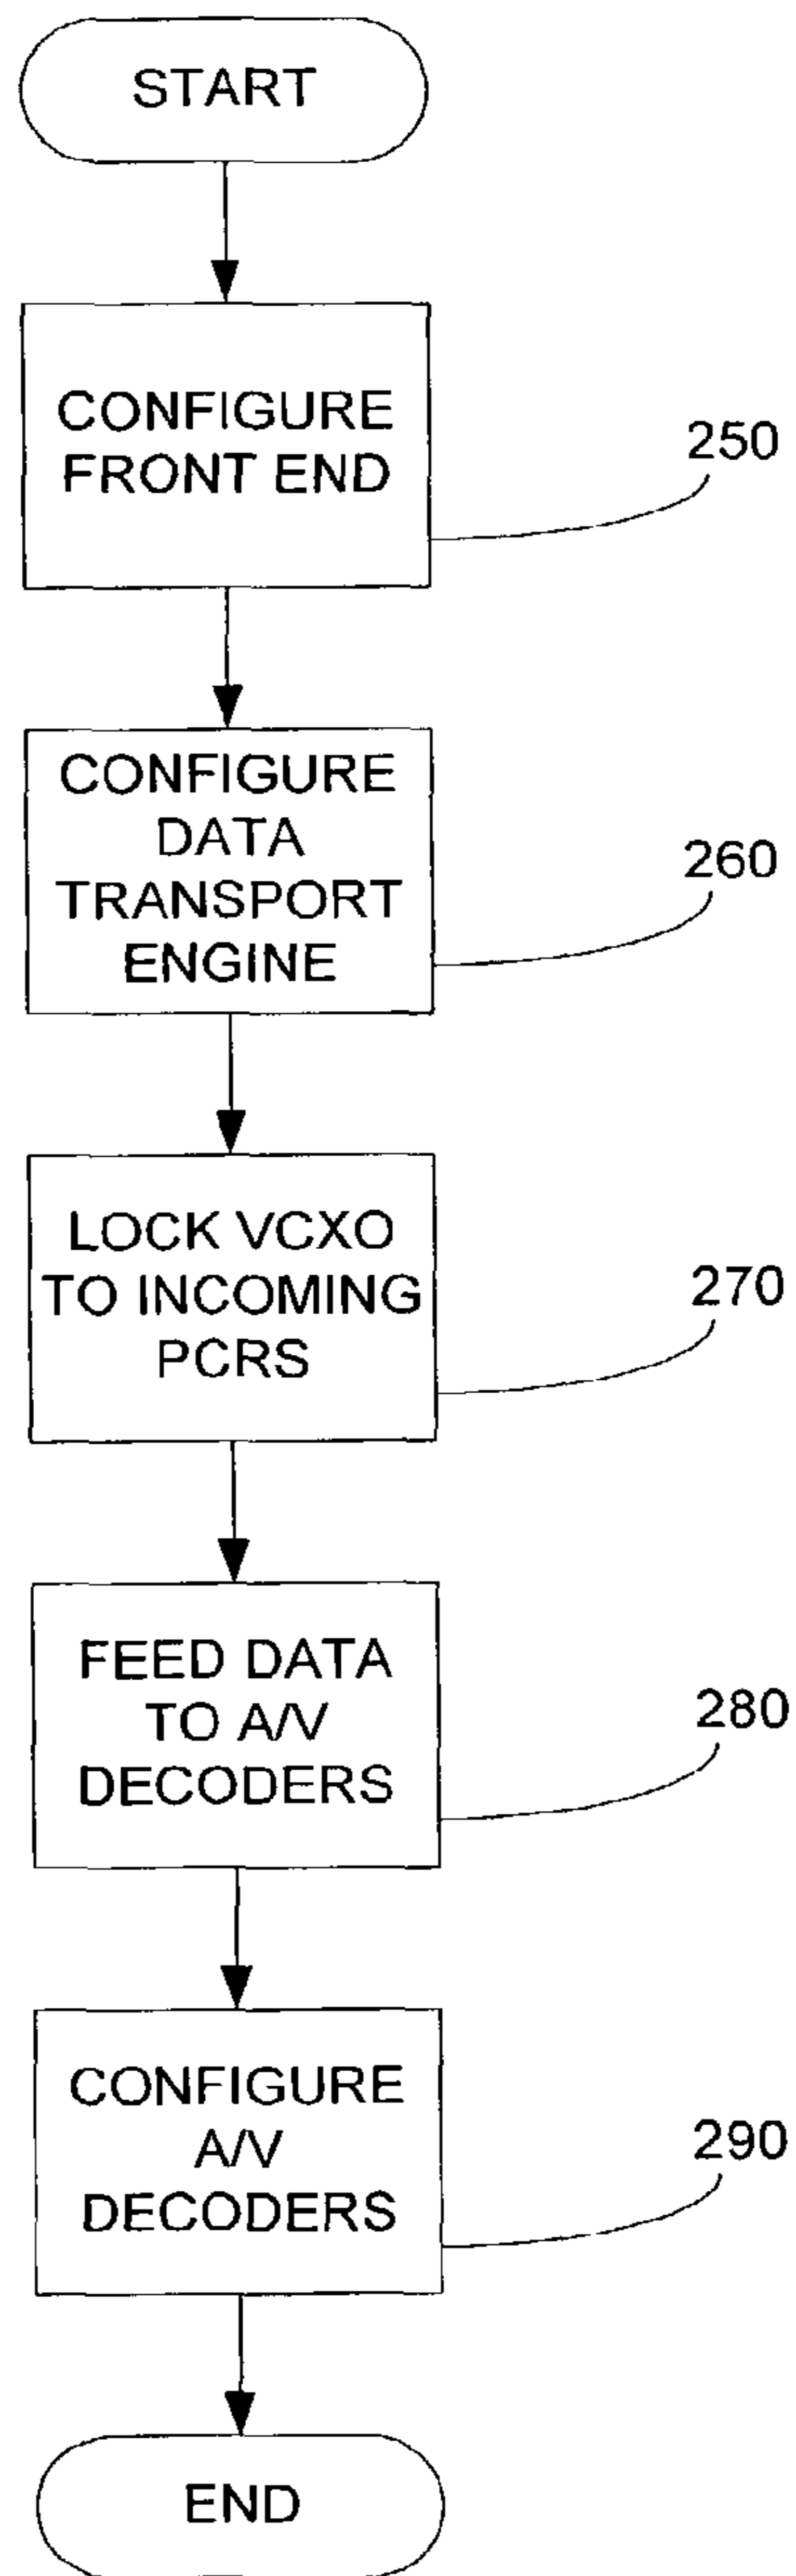 START
CONFIGURE
FRONT END
250
CONFIGURE
DATA
TRANSPORT
ENGINE
260
LOCK VCXO
TO INCOMING
PCRS
270
FEED DATA
TO A/V
DECODERS
280
CONFIGURE
A/V
DECODERS
290
END